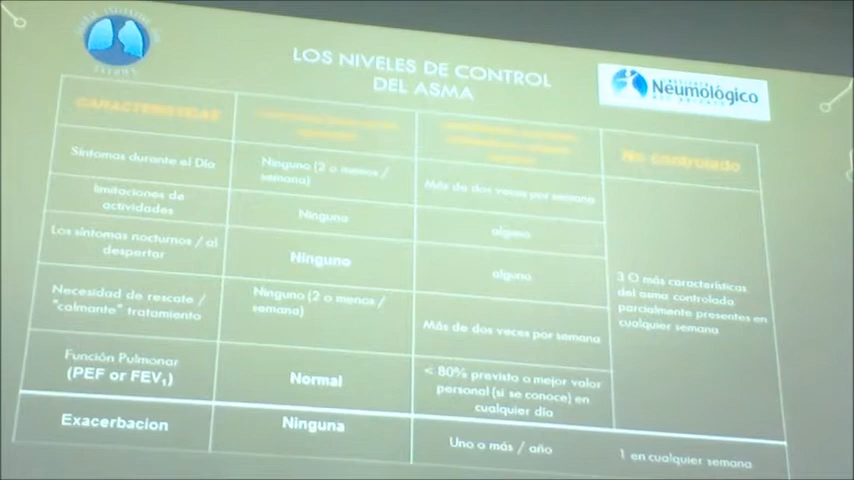 LOS NIVELES DE CONTROL
DEL ASMA
Neumológico
CARACTERISTICAS
No controlado
Síntomas durante el Día
Ninguno (2 o menos /
semana)
Más de dos veces por semana
limitaciones de
actividades
Ninguna
alguno
Los síntomas nocturnos / al
despertar
Ninguno
alguno
3 O más características
del asma controlada
parcialmente presentes en
cualquier semana
Necesidad de rescate /
"calmante" tratamiento
Ninguno (2 o menos /
semana)
Más de dos veces por semana
Función Pulmonar
(PEF or FEV₁)
Normal
< 80% previsto o mejor valor
personal (si se conoce) en
cualquier día
Exacerbacion
Ninguna
Uno o más / año
1 en cualquier semana